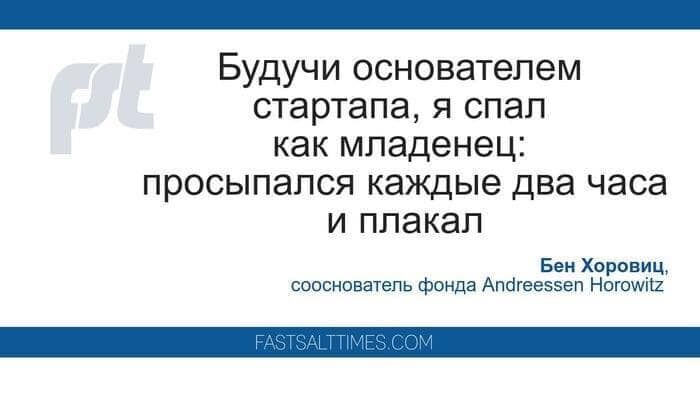 fst
Будучи основателем
стартапа, я спал
как младенец:
просыпался каждые два часа
и плакал
Бен Хоровиц,
сооснователь фонда Andreessen Horowitz
FASTSALTTIMES.COM